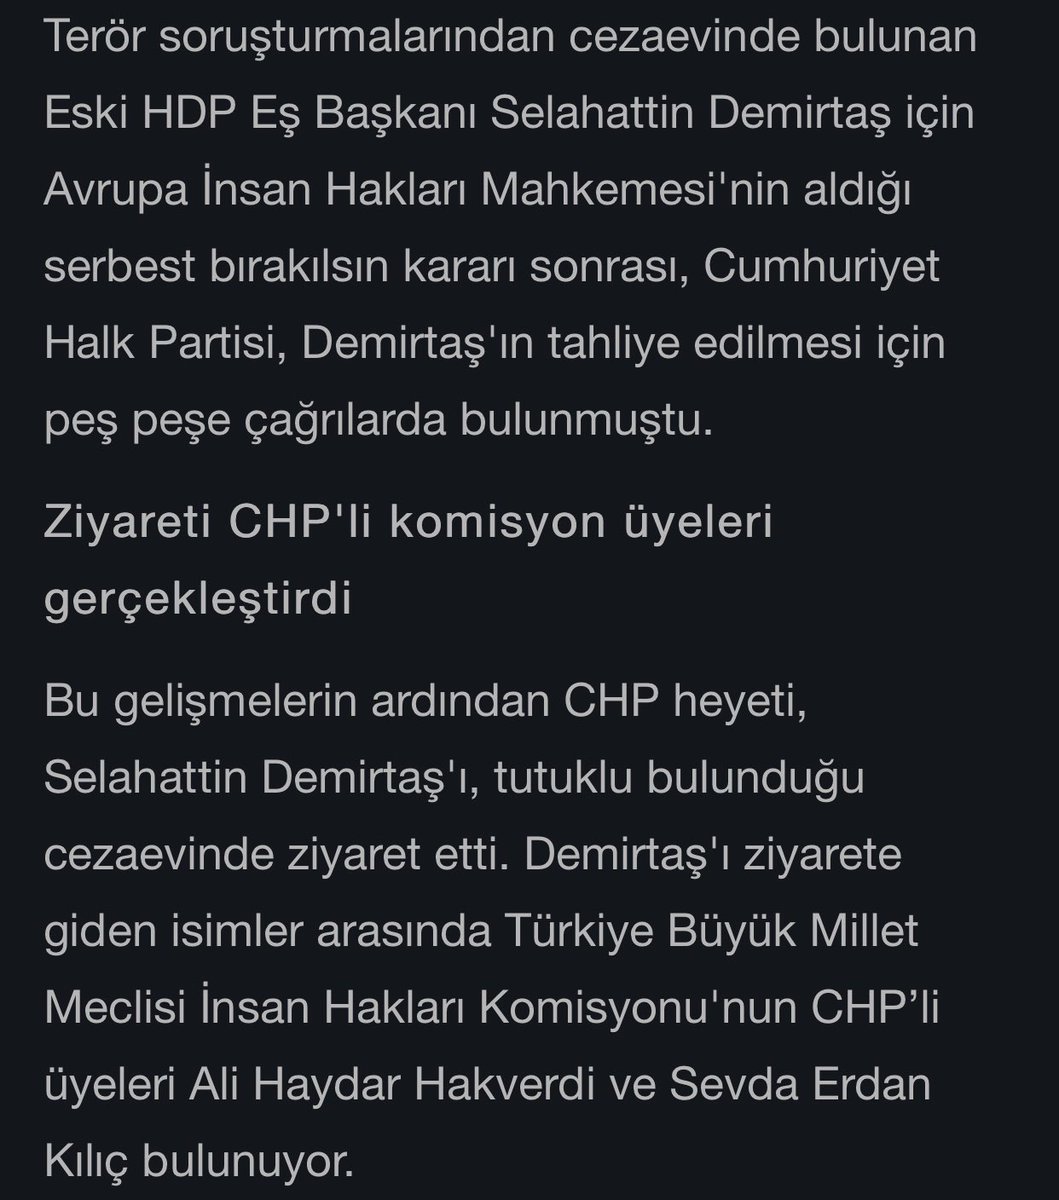 Terör soruşturmalarından cezaevinde bulunan
Eski HDP Eş Başkanı Selahattin Demirtaş için
Avrupa İnsan Hakları Mahkemesi'nin aldığı
serbest bırakılsın kararı sonrası, Cumhuriyet
Halk Partisi, Demirtaş'ın tahliye edilmesi için
peş peşe çağrılarda bulunmuştu.
Ziyareti CHP'li komisyon üyeleri
gerçekleştirdi
Bu gelişmelerin ardından CHP heyeti,
Selahattin Demirtaş'ı, tutuklu bulunduğu
cezaevinde ziyaret etti. Demirtaş'ı ziyarete
giden isimler arasında Türkiye Büyük Millet
Meclisi İnsan Hakları Komisyonu'nun CHP’li
üyeleri Ali Haydar Hakverdi ve Sevda Erdan
Kılıç bulunuyor.